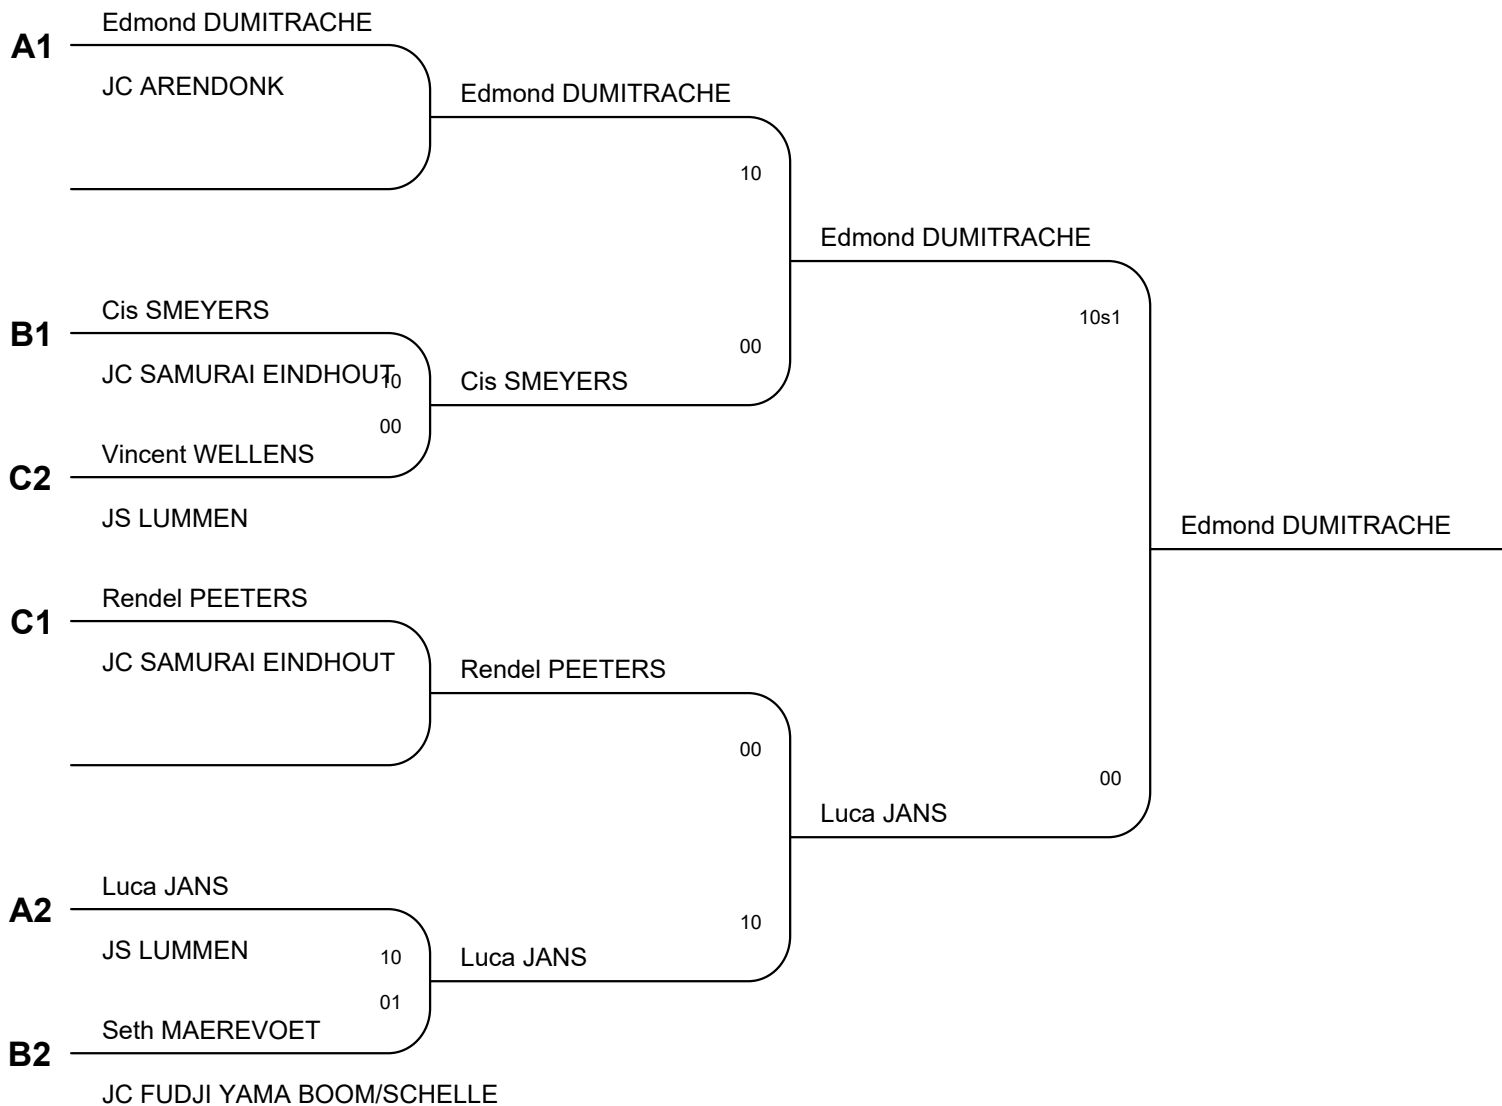 Edmond DUMITRACHE
A1
JC ARENDONK
Edmond DUMITRACHE
10
Edmond DUMITRACHE
Cis SMEYERS
B1
10s1
00
JC SAMURAI EINDHOUT
10
Cis SMEYERS
00
Vincent WELLENS
C2
JS LUMMEN
Edmond DUMITRACHE
Rendel PEETERS
C1
JC SAMURAI EINDHOUT
Rendel PEETERS
00
00
Luca JANS
Luca JANS
A2
10
JS LUMMEN
10
Luca JANS
01
Seth MAEREVOET
B2
JC FUDJI YAMA BOOM/SCHELLE